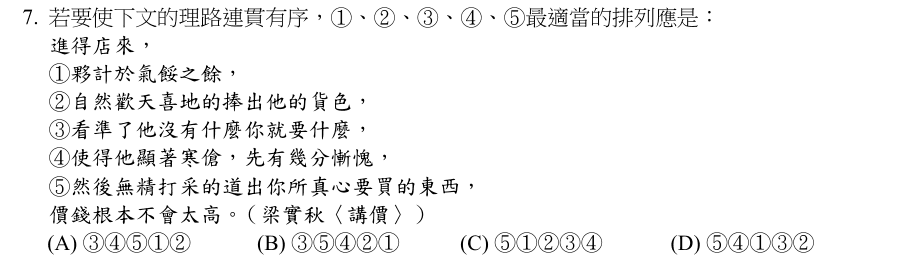 7. 若要使下文的理路連貫有序，①、②、③、④、⑤最適當的排列應是：
進得店來，
①夥計於氣餒之餘，
②自然歡天喜地的捧出他的貨色，
③看準了他沒有什麼你就要什麼，
④使得他顯著寒傖，先有幾分慚愧，
⑤然後無精打采的道出你所真心要買的東西，
價錢根本不會太高。（梁實秋〈講價〉）
(A) ③④⑤①② (B) ③⑤④②① (C) ⑤①②③④ (D) ⑤④①③②